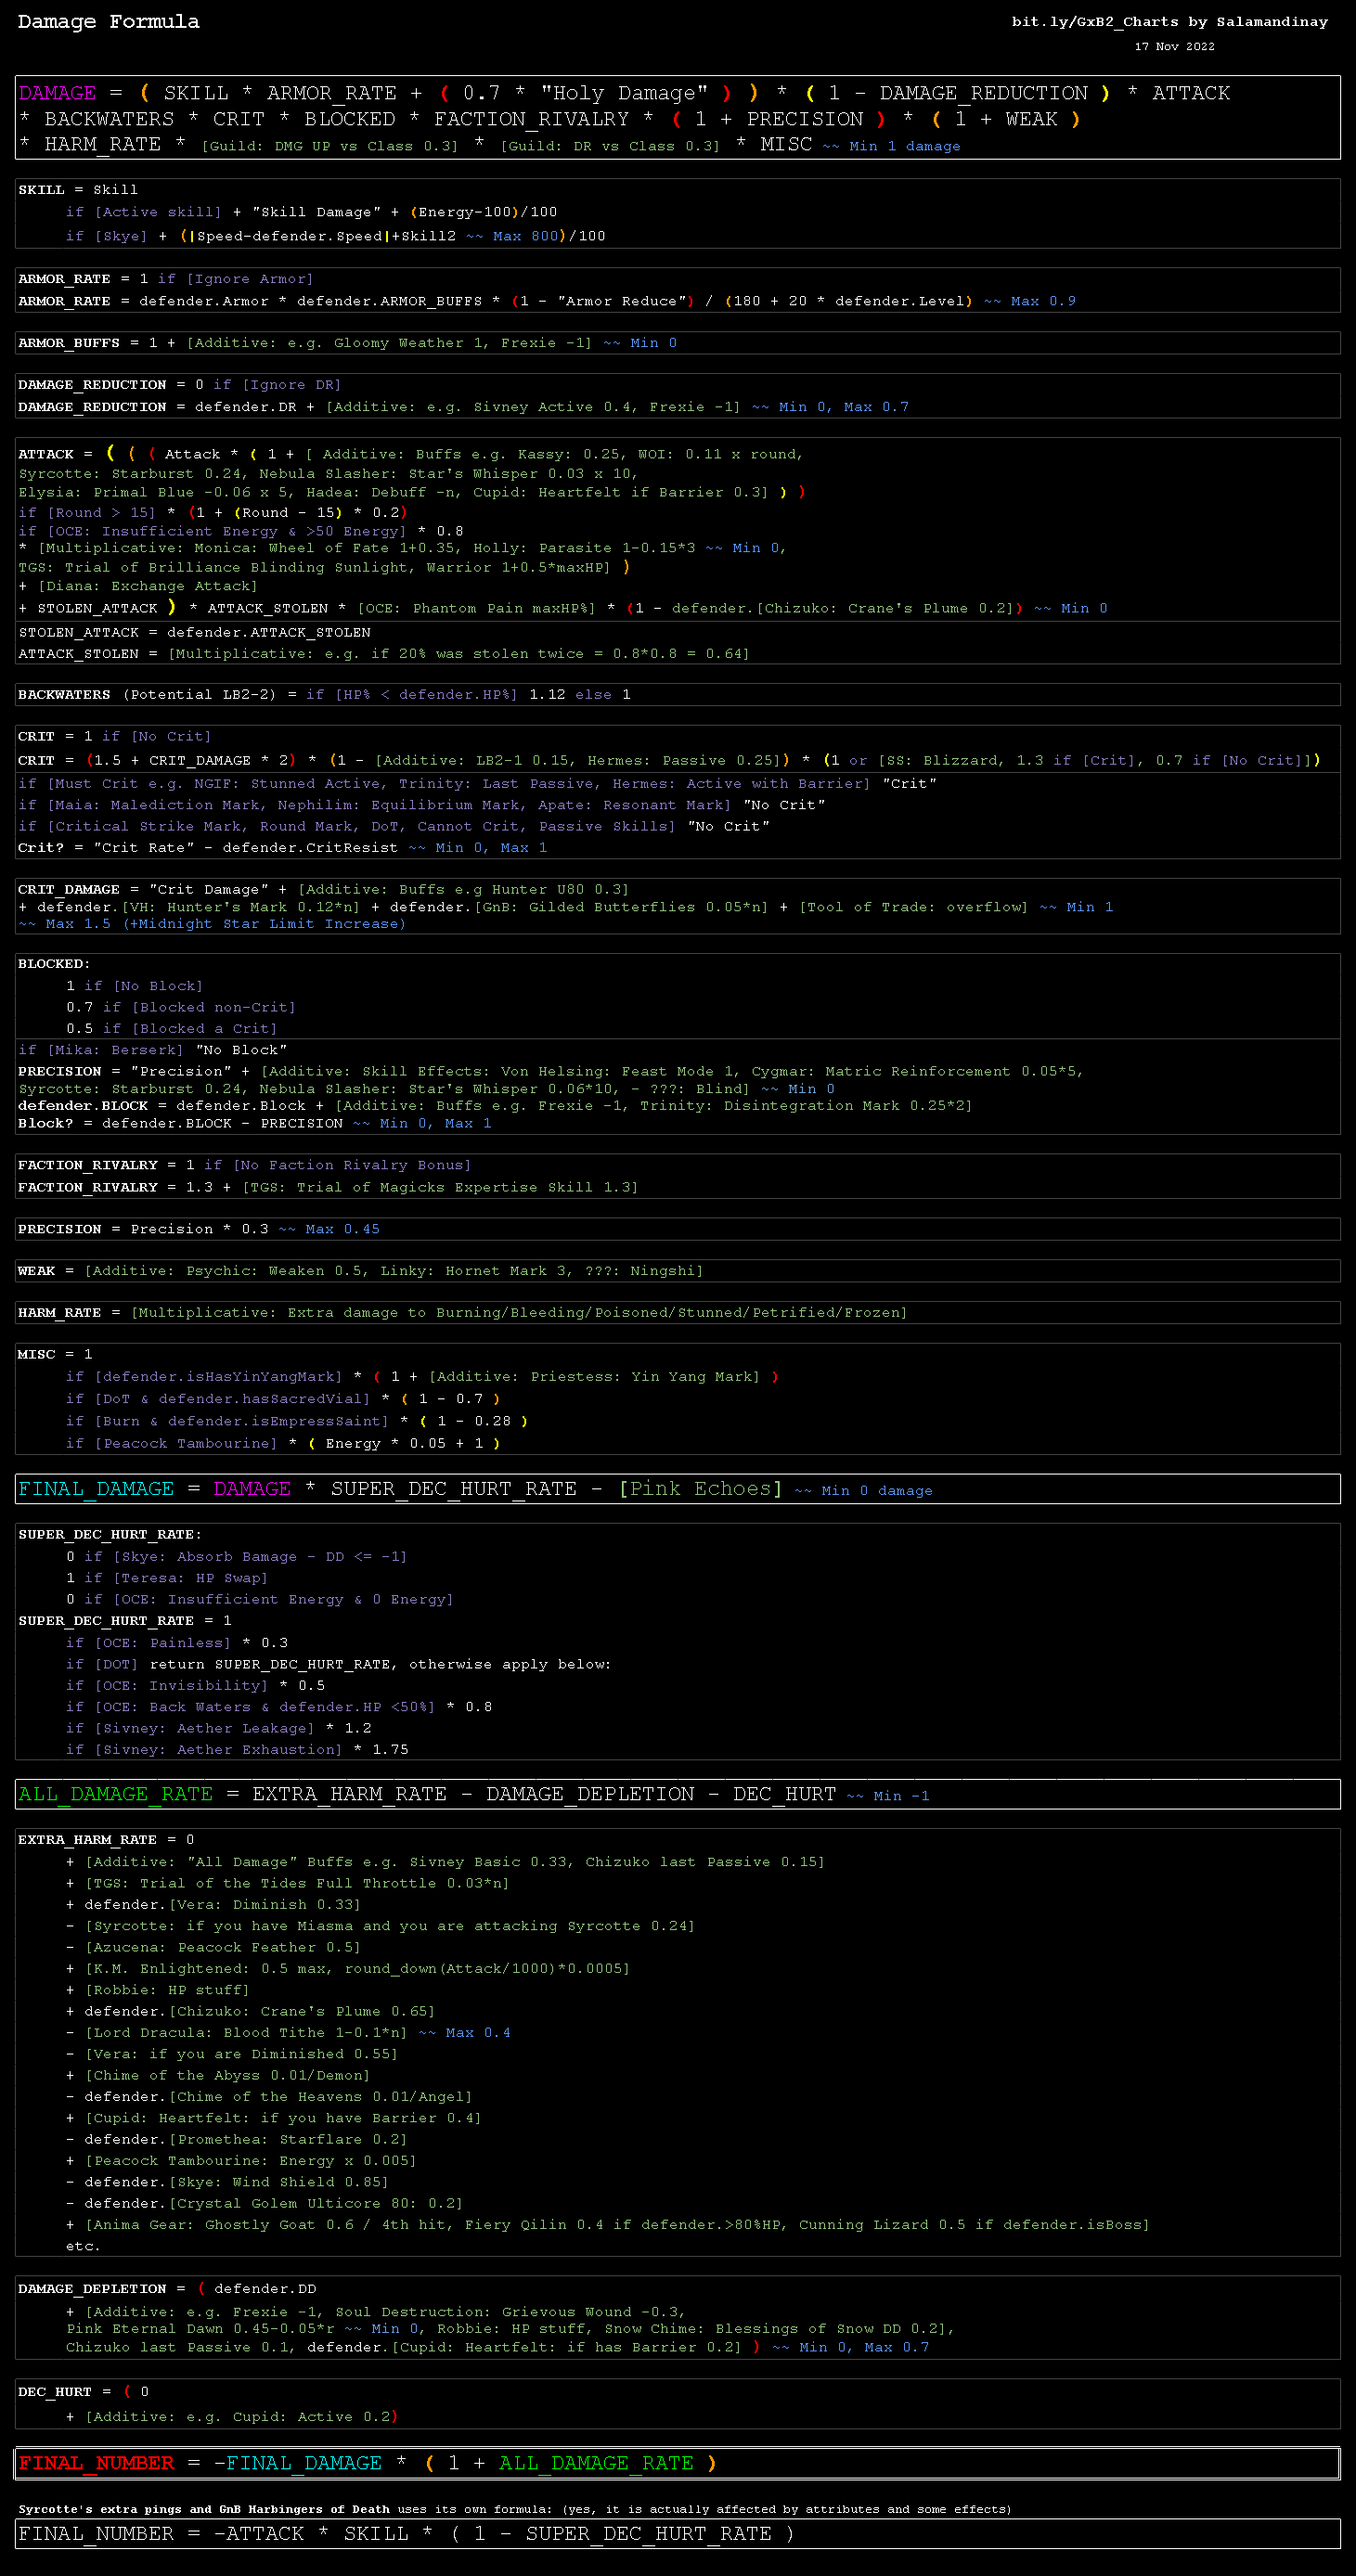 Damage Formula
bit.ly/GxB2_Charts by Salamandinay
17 Nov 2022
DAMAGE = ( SKILL * ARMOR_RATE + ( 0.7 * "Holy Damage" ) ) * ( 1 - DAMAGE_REDUCTION ) * ATTACK
* BACKWATERS * CRIT * BLOCKED * FACTION_RIVALRY * ( 1 + PRECISION ) * ( 1 + WEAK )
* HARM_RATE * [Guild: DMG UP vs Class 0.3] * [Guild: DR vs Class 0.3] * MISC ~~ Min 1 damage
SKILL = Skill
if [Active skill] + "Skill Damage" + (Energy-100)/100
if [Skye] + (|Speed-defender.Speed|+Skill2 ~~ Max 800)/100
ARMOR_RATE = 1 if [Ignore Armor]
ARMOR_RATE = defender.Armor * defender.ARMOR_BUFFS * (1 - "Armor Reduce") / (180 + 20 * defender.Level) ~~ Max 0.9
ARMOR_BUFFS = 1 + [Additive: e.g. Gloomy Weather 1, Frexie -1] ~~ Min 0
DAMAGE_REDUCTION = 0 if [Ignore DR]
DAMAGE_REDUCTION = defender.DR + [Additive: e.g. Sivney Active 0.4, Frexie -1] ~~ Min 0, Max 0.7
ATTACK = ( ( ( Attack * ( 1 + [ Additive: Buffs e.g. Kassy: 0.25, WOI: 0.11 x round,
Syrcotte: Starburst 0.24, Nebula Slasher: Star's Whisper 0.03 x 10,
Elysia: Primal Blue -0.06 x 5, Hadea: Debuff -n, Cupid: Heartfelt if Barrier 0.3] ) )
if [Round > 15] * (1 + (Round - 15) * 0.2)
if [OCE: Insufficient Energy & >50 Energy] * 0.8
* [Multiplicative: Monica: Wheel of Fate 1+0.35, Holly: Parasite 1-0.15*3 ~~ Min 0,
TGS: Trial of Brilliance Blinding Sunlight, Warrior 1+0.5*maxHP] )
+ [Diana: Exchange Attack]
+ STOLEN_ATTACK ) * ATTACK_STOLEN * [OCE: Phantom Pain maxHP%] * (1 - defender.[Chizuko: Crane's Plume 0.2]) ~~ Min 0
STOLEN_ATTACK = defender.ATTACK_STOLEN
ATTACK_STOLEN = [Multiplicative: e.g. if 20% was stolen twice = 0.8*0.8 = 0.64]
BACKWATERS (Potential LB2-2) = if [HP% < defender.HP%] 1.12 else 1
CRIT = 1 if [No Crit]
CRIT = (1.5 + CRIT_DAMAGE * 2) * (1 - [Additive: LB2-1 0.15, Hermes: Passive 0.25]) * (1 or [SS: Blizzard, 1.3 if [Crit], 0.7 if [No Crit]])
if [Must Crit e.g. NGIF: Stunned Active, Trinity: Last Passive, Hermes: Active with Barrier] "Crit"
if [Maia: Malediction Mark, Nephilim: Equilibrium Mark, Apate: Resonant Mark] "No Crit"
if [Critical Strike Mark, Round Mark, DoT, Cannot Crit, Passive Skills] "No Crit"
Crit? = "Crit Rate" - defender.CritResist ~~ Min 0, Max 1
CRIT_DAMAGE = "Crit Damage" + [Additive: Buffs e.g Hunter U80 0.3]
+ defender.[VH: Hunter's Mark 0.12*n] + defender.[GnB: Gilded Butterflies 0.05*n] + [Tool of Trade: overflow] ~~ Min 1
~~ Max 1.5 (+Midnight Star Limit Increase)
BLOCKED:
1 if [No Block]
0.7 if [Blocked non-Crit]
0.5 if [Blocked a Crit]
if [Mika: Berserk] "No Block"
PRECISION = "Precision" + [Additive: Skill Effects: Von Helsing: Feast Mode 1, Cygmar: Matric Reinforcement 0.05*5,
Syrcotte: Starburst 0.24, Nebula Slasher: Star's Whisper 0.06*10, - ???: Blind] ~~ Min 0
defender.BLOCK = defender.Block + [Additive: Buffs e.g. Frexie -1, Trinity: Disintegration Mark 0.25*2]
Block? = defender.BLOCK - PRECISION ~~ Min 0, Max 1
FACTION_RIVALRY = 1 if [No Faction Rivalry Bonus]
FACTION_RIVALRY = 1.3 + [TGS: Trial of Magicks Expertise Skill 1.3]
PRECISION = Precision * 0.3 ~~ Max 0.45
WEAK = [Additive: Psychic: Weaken 0.5, Linky: Hornet Mark 3, ???: Ningshi]
HARM_RATE = [Multiplicative: Extra damage to Burning/Bleeding/Poisoned/Stunned/Petrified/Frozen]
MISC = 1
if [defender.isHasYinYangMark] * ( 1 + [Additive: Priestess: Yin Yang Mark] )
if [DoT & defender.hasSacredVial] * ( 1 - 0.7 )
if [Burn & defender.isEmpressSaint] * ( 1 - 0.28 )
if [Peacock Tambourine] * ( Energy * 0.05 + 1 )
FINAL_DAMAGE = DAMAGE * SUPER_DEC_HURT_RATE - [Pink Echoes] ~~ Min 0 damage
SUPER_DEC_HURT_RATE:
0 if [Skye: Absorb Bamage - DD <= -1]
1 if [Teresa: HP Swap]
0 if [OCE: Insufficient Energy & 0 Energy]
SUPER_DEC_HURT_RATE = 1
if [OCE: Painless] * 0.3
if [DOT] return SUPER_DEC_HURT_RATE, otherwise apply below:
if [OCE: Invisibility] * 0.5
if [OCE: Back Waters & defender.HP <50%] * 0.8
if [Sivney: Aether Leakage] * 1.2
if [Sivney: Aether Exhaustion] * 1.75
ALL_DAMAGE_RATE = EXTRA_HARM_RATE - DAMAGE_DEPLETION - DEC_HURT ~~ Min -1
EXTRA_HARM_RATE = 0
+ [Additive: "All Damage" Buffs e.g. Sivney Basic 0.33, Chizuko last Passive 0.15]
+ [TGS: Trial of the Tides Full Throttle 0.03*n]
+ defender.[Vera: Diminish 0.33]
- [Syrcotte: if you have Miasma and you are attacking Syrcotte 0.24]
- [Azucena: Peacock Feather 0.5]
+ [K.M. Enlightened: 0.5 max, round_down(Attack/1000)*0.0005]
+ [Robbie: HP stuff]
+ defender.[Chizuko: Crane's Plume 0.65]
- [Lord Dracula: Blood Tithe 1-0.1*n] ~~ Max 0.4
- [Vera: if you are Diminished 0.55]
+ [Chime of the Abyss 0.01/Demon]
- defender.[Chime of the Heavens 0.01/Angel]
+ [Cupid: Heartfelt: if you have Barrier 0.4]
- defender.[Promethea: Starflare 0.2]
+ [Peacock Tambourine: Energy x 0.005]
- defender.[Skye: Wind Shield 0.85]
- defender.[Crystal Golem Ulticore 80: 0.2]
+ [Anima Gear: Ghostly Goat 0.6 / 4th hit, Fiery Qilin 0.4 if defender.>80%HP, Cunning Lizard 0.5 if defender.isBoss]
etc.
DAMAGE_DEPLETION = ( defender.DD
+ [Additive: e.g. Frexie -1, Soul Destruction: Grievous Wound -0.3,
Pink Eternal Dawn 0.45-0.05*r ~~ Min 0, Robbie: HP stuff, Snow Chime: Blessings of Snow DD 0.2],
Chizuko last Passive 0.1, defender.[Cupid: Heartfelt: if has Barrier 0.2] ) ~~ Min 0, Max 0.7
DEC_HURT = ( 0
+ [Additive: e.g. Cupid: Active 0.2)
FINAL_NUMBER = -FINAL_DAMAGE * ( 1 + ALL_DAMAGE_RATE )
Syrcotte's extra pings and GnB Harbingers of Death uses its own formula: (yes, it is actually affected by attributes and some effects)
FINAL_NUMBER = -ATTACK * SKILL * ( 1 - SUPER_DEC_HURT_RATE )